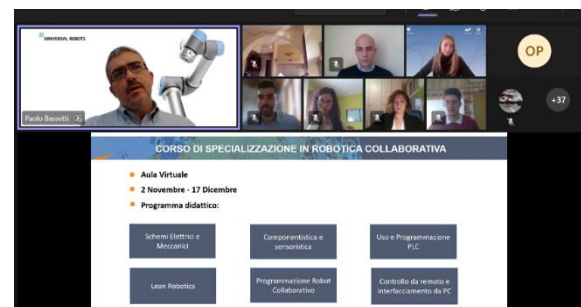 UNIVERSAL ROBOTS
OP
Paolo Bassetti
+37
CORSO DI SPECIALIZZAZIONE IN ROBOTICA COLLABORATIVA
Aula Virtuale
2 Novembre - 17 Dicembre
Programma didattico:
Schemi Elettrici e
Meccanici
Componentistica e
sensoristica
Uso e Programmazione
PLC
Lean Robotics
Programmazione Robot
Collaborativo
Controllo da remoto e
interfacciamento da PC